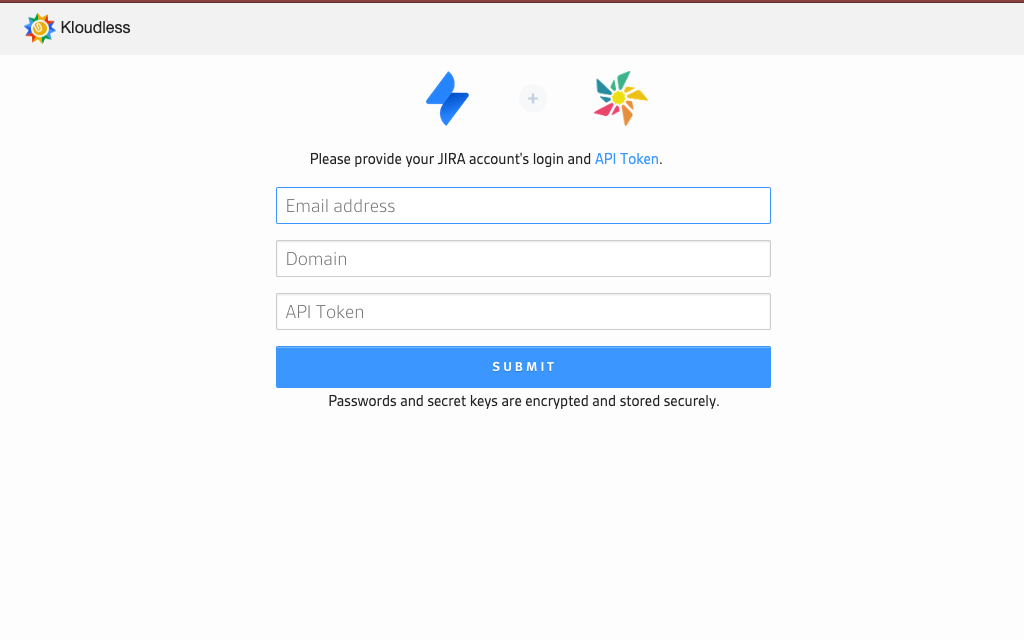 Kloudless
+
Please provide your JIRA account's login and API Token.
Email address
Domain
API Token
SUBMIT
Passwords and secret keys are encrypted and stored securely.